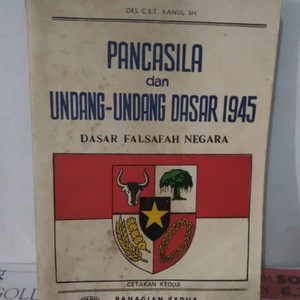 DRS C.S.T. KANSIL SH
PANCASILA
dan
UNDANG-UNDANG DASAR 1945
DASAR FALSAFAH NEGARA
CETAKAN KEDUA
BAHAGIAN KEDUA